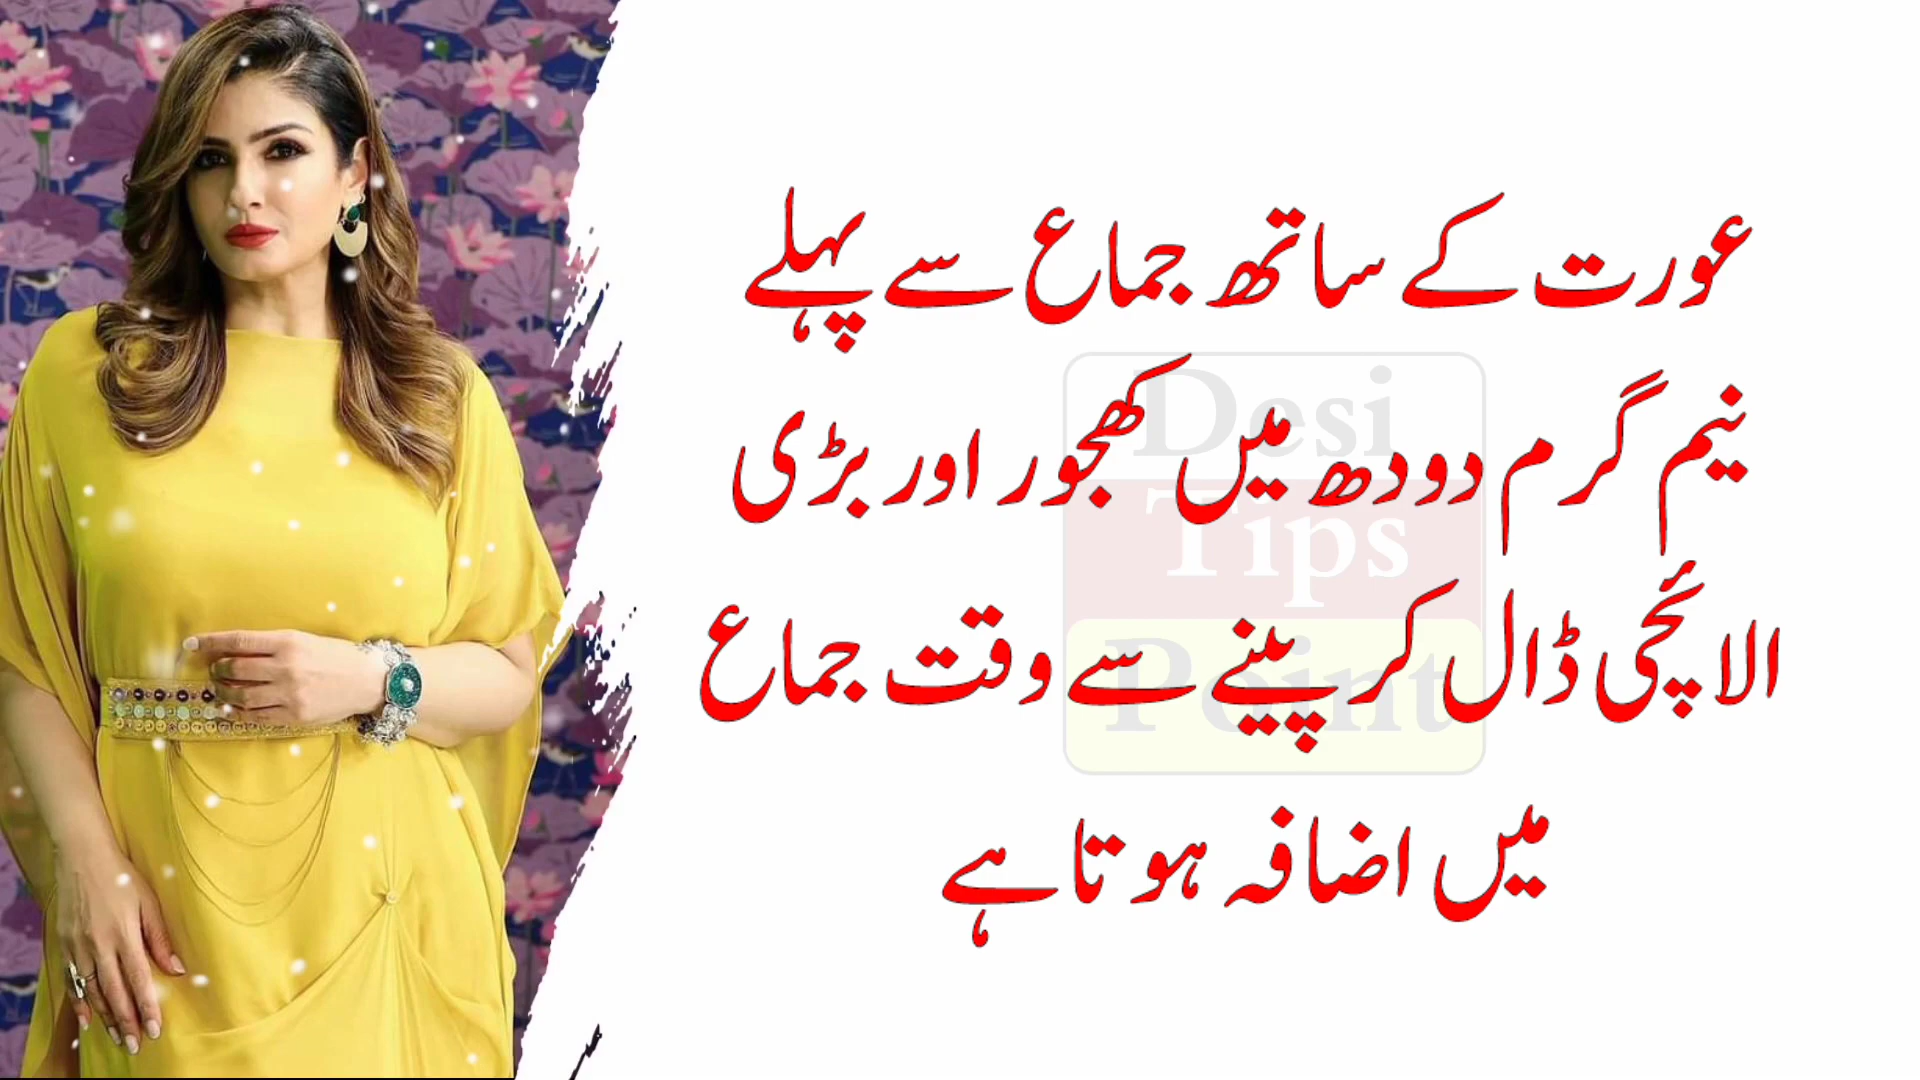 عورت کے ساتھ جماع سے پہلے
نیم گرم دودھ میں کھجور اور بڑی
الائچی ڈال کر پینے سے وقت جماع
میں اضافہ ہوتا ہے
Desi
Tips
Point